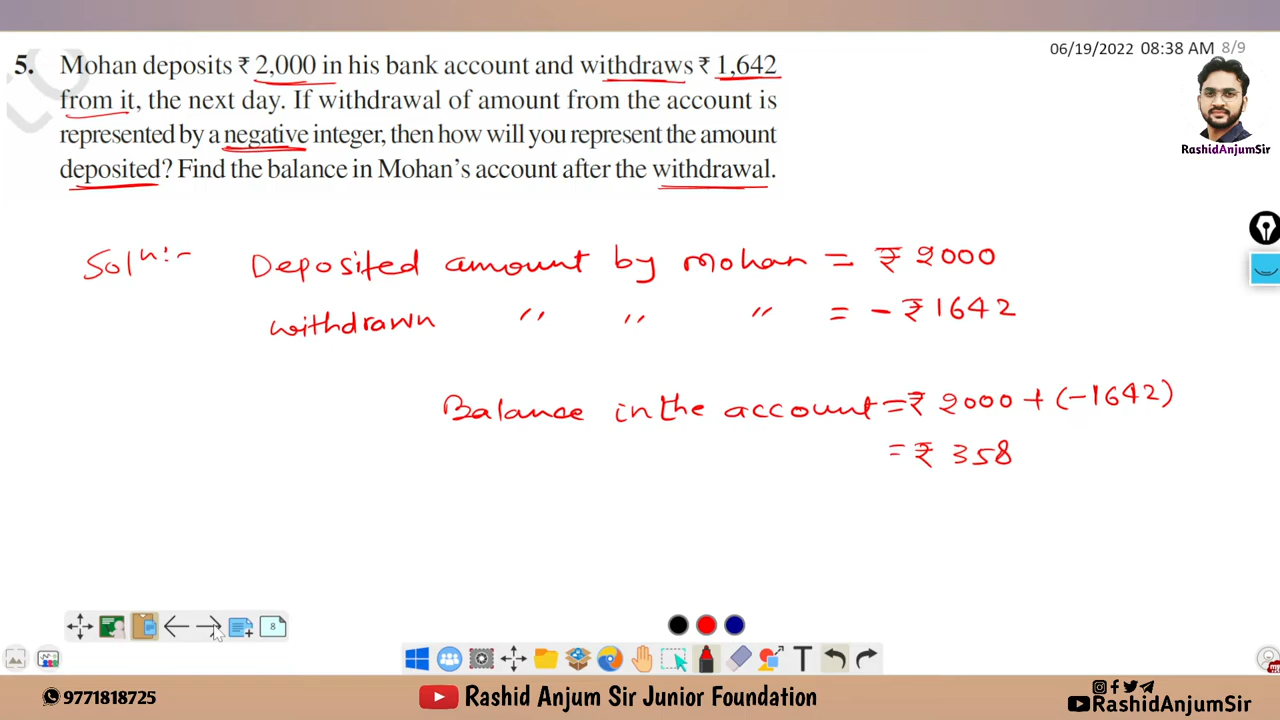 06/19/2022 08:38 AM 8/9
5. Mohan deposits ₹ 2,000 in his bank account and withdraws ₹ 1,642
from it, the next day. If withdrawal of amount from the account is
represented by a negative integer, then how will you represent the amount
deposited? Find the balance in Mohan's account after the withdrawal.
RashidAnjumSir
Solⁿ:- Deposited amount by Mohan = ₹ 2000
withdrawn " " " = - ₹ 1642
Balance in the account = ₹ 2000 + (-1642)
= ₹ 358
8
T
9771818725
Rashid Anjum Sir Junior Foundation
RashidAnjumSir